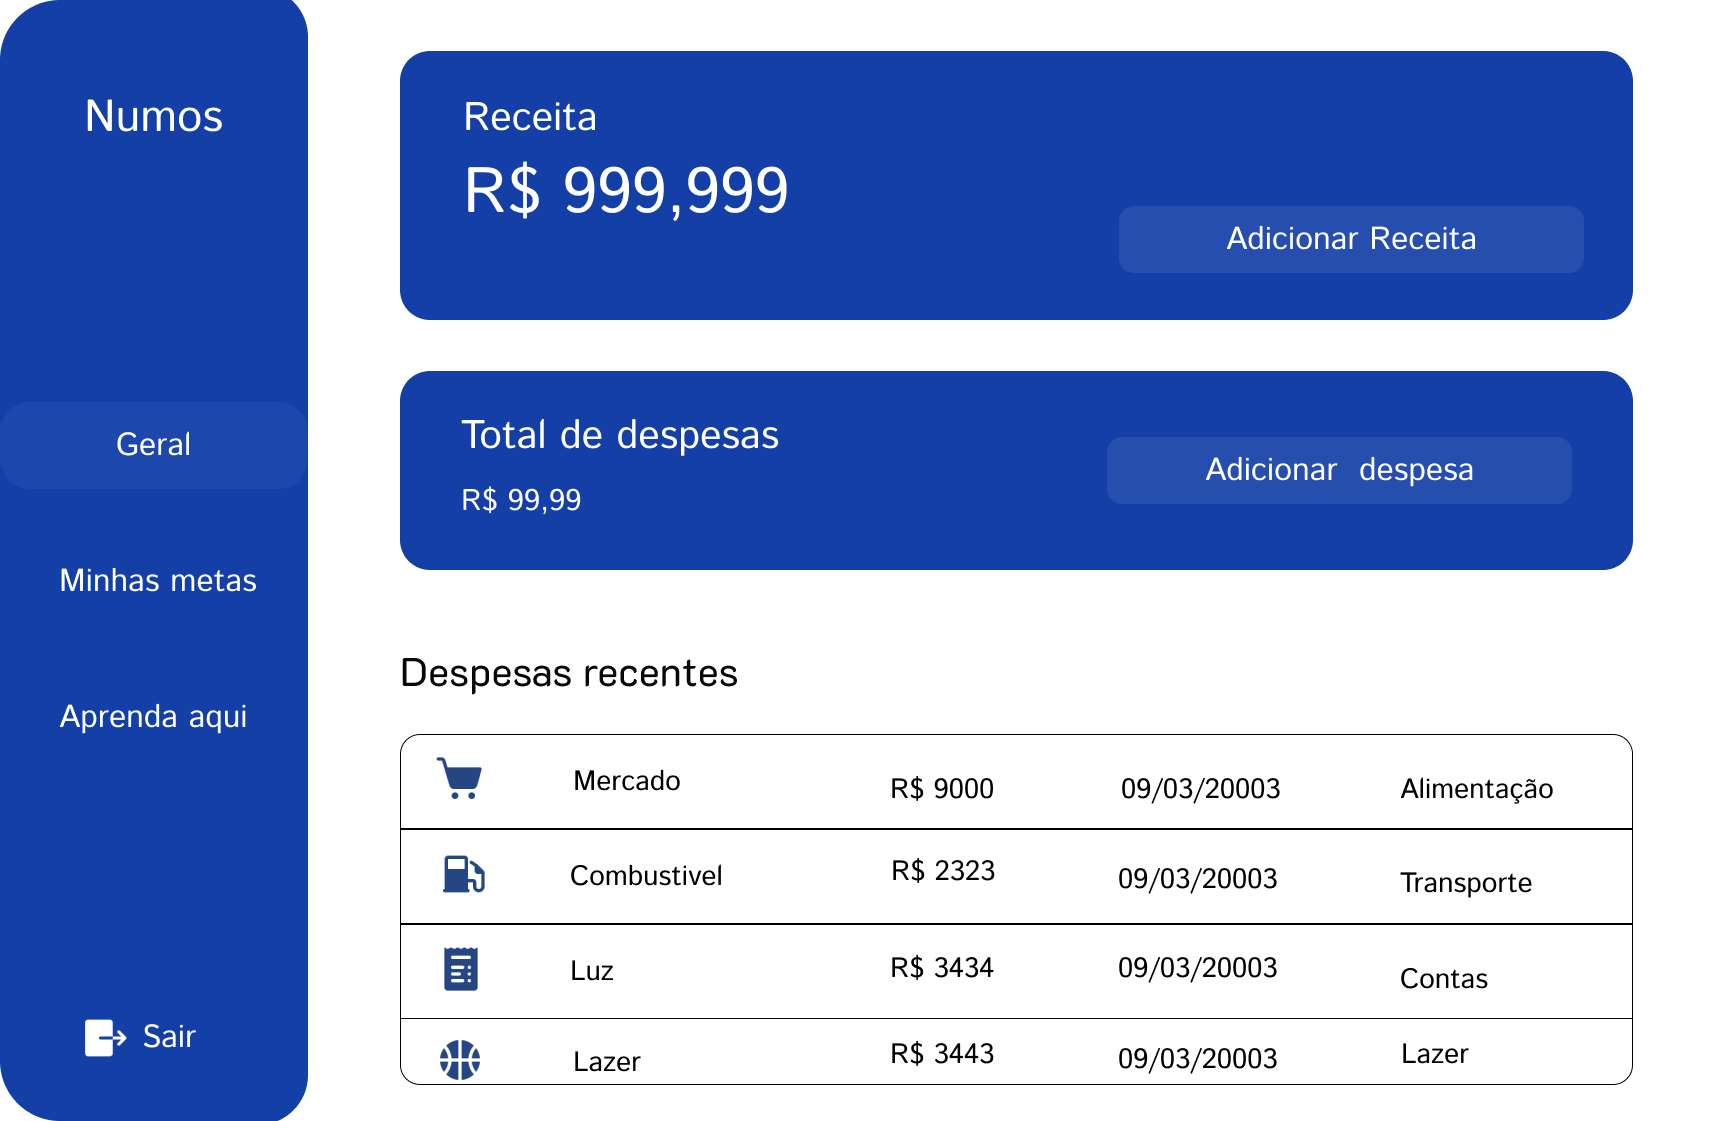 Numos
Geral
Minhas metas
Aprenda aqui
Sair
Receita
R$ 999,999
Adicionar Receita
Total de despesas
R$ 99,99
Adicionar  despesa
Despesas recentes
Mercado R$ 9000 09/03/20003 Alimentação
Combustivel R$ 2323 09/03/20003 Transporte
Luz R$ 3434 09/03/20003 Contas
Lazer R$ 3443 09/03/20003 Lazer